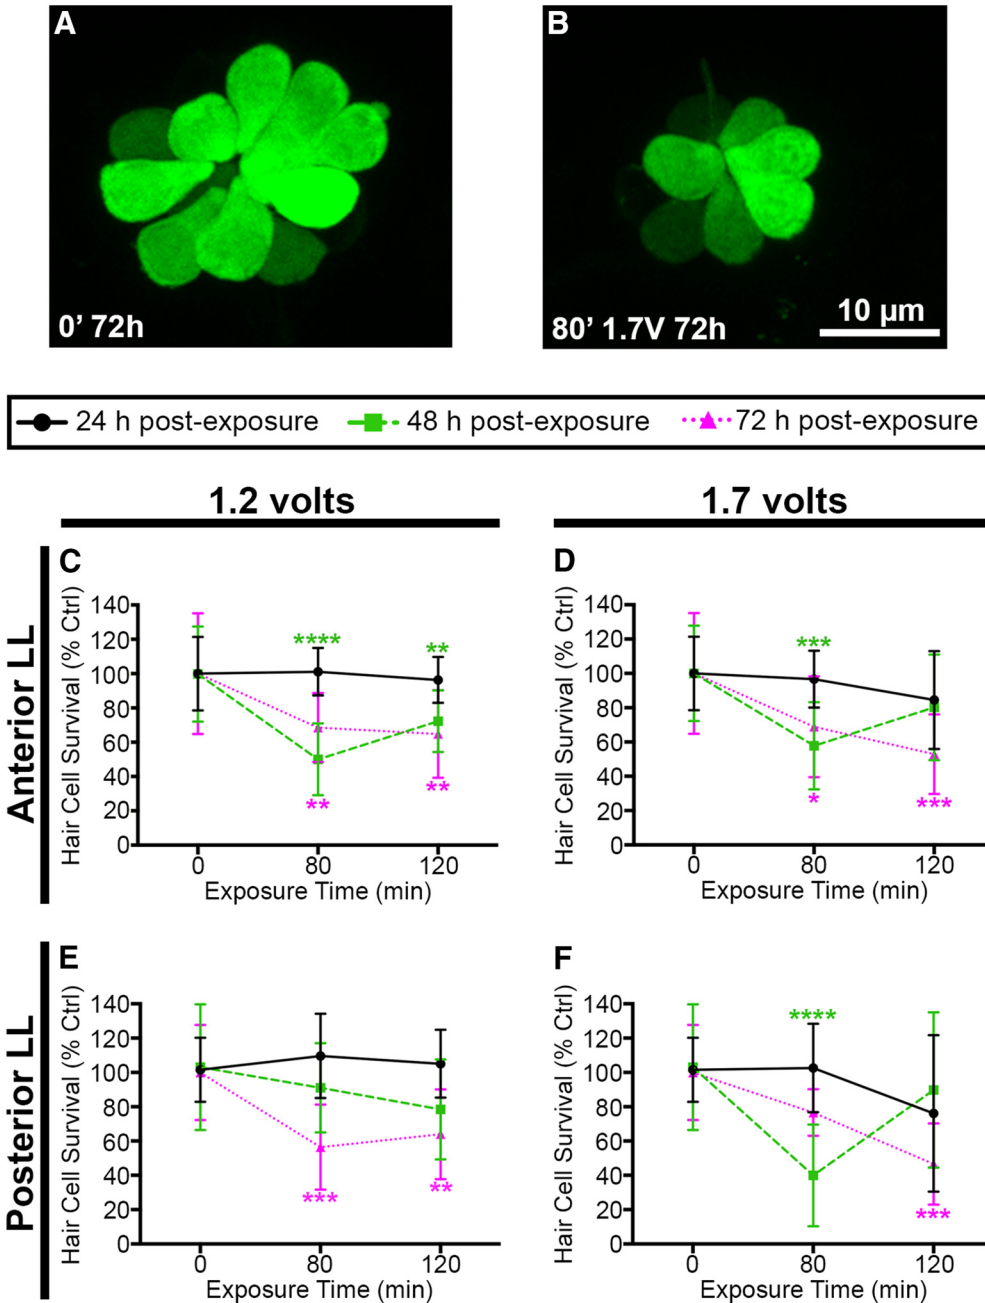 A
0’ 72h
B
80’ 1.7V 72h
10 µm
24 h post-exposure
48 h post-exposure
72 h post-exposure
1.2 volts
1.7 volts
Anterior LL
C
Hair Cell Survival (% Ctrl)
140
120
100
80
60
40
20
0
****
**
**
**
0
80
120
Exposure Time (min)
D
Hair Cell Survival (% Ctrl)
140
120
100
80
60
40
20
0
***
*
***
0
80
120
Exposure Time (min)
Posterior LL
E
Hair Cell Survival (% Ctrl)
140
120
100
80
60
40
20
0
***
**
0
80
120
Exposure Time (min)
F
Hair Cell Survival (% Ctrl)
140
120
100
80
60
40
20
0
****
***
0
80
120
Exposure Time (min)